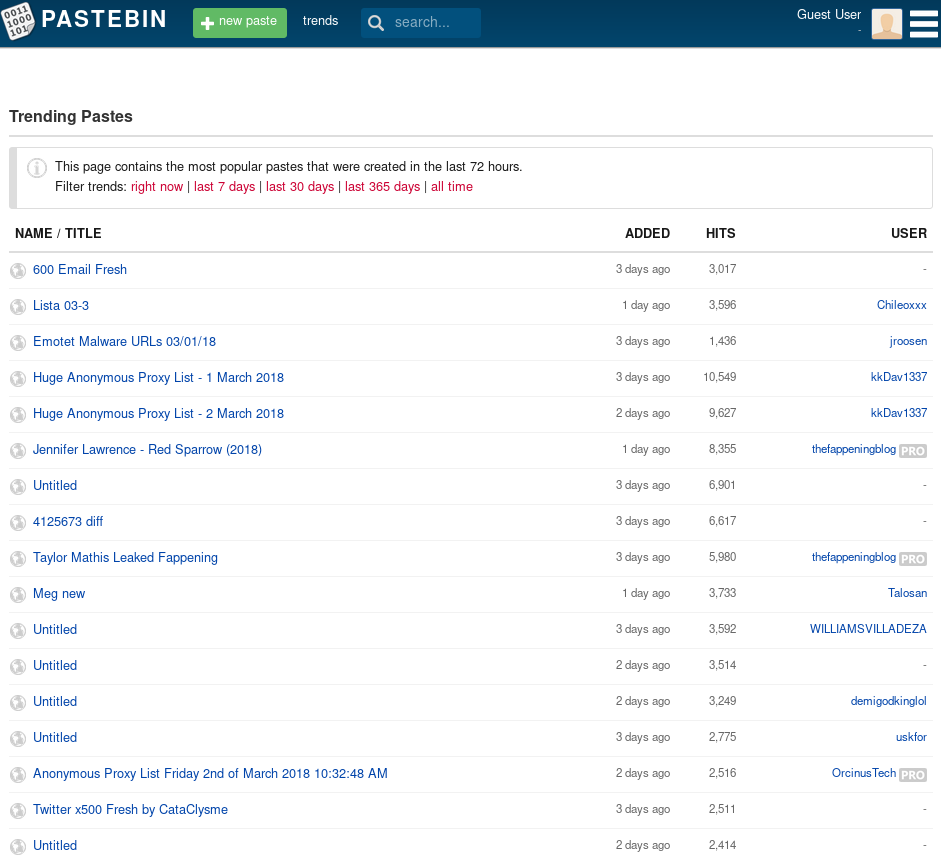 0011 1000 101 PASTEBIN new paste trends search... Guest User
-
Trending Pastes
This page contains the most popular pastes that were created in the last 72 hours.
Filter trends: right now | last 7 days | last 30 days | last 365 days | all time
NAME / TITLE ADDED HITS USER
600 Email Fresh 3 days ago 3,017 -
Lista 03-3 1 day ago 3,596 Chileoxxx
Emotet Malware URLs 03/01/18 3 days ago 1,436 jroosen
Huge Anonymous Proxy List - 1 March 2018 3 days ago 10,549 kkDav1337
Huge Anonymous Proxy List - 2 March 2018 2 days ago 9,627 kkDav1337
Jennifer Lawrence - Red Sparrow (2018) 1 day ago 8,355 thefappeningblog PRO
Untitled 3 days ago 6,901 -
4125673 diff 3 days ago 6,617 -
Taylor Mathis Leaked Fappening 3 days ago 5,980 thefappeningblog PRO
Meg new 1 day ago 3,733 Talosan
Untitled 3 days ago 3,592 WILLIAMSVILLADEZA
Untitled 2 days ago 3,514 -
Untitled 2 days ago 3,249 demigodkinglol
Untitled 3 days ago 2,775 uskfor
Anonymous Proxy List Friday 2nd of March 2018 10:32:48 AM 2 days ago 2,516 OrcinusTech PRO
Twitter x500 Fresh by CataClysme 3 days ago 2,511 -
Untitled 2 days ago 2,414 -